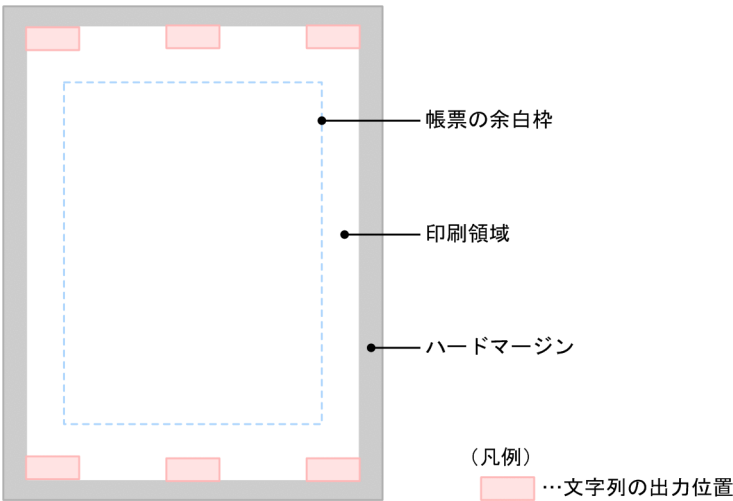 帳票の余白枠
印刷領域
ハードマージン
（凡例）
…文字列の出力位置